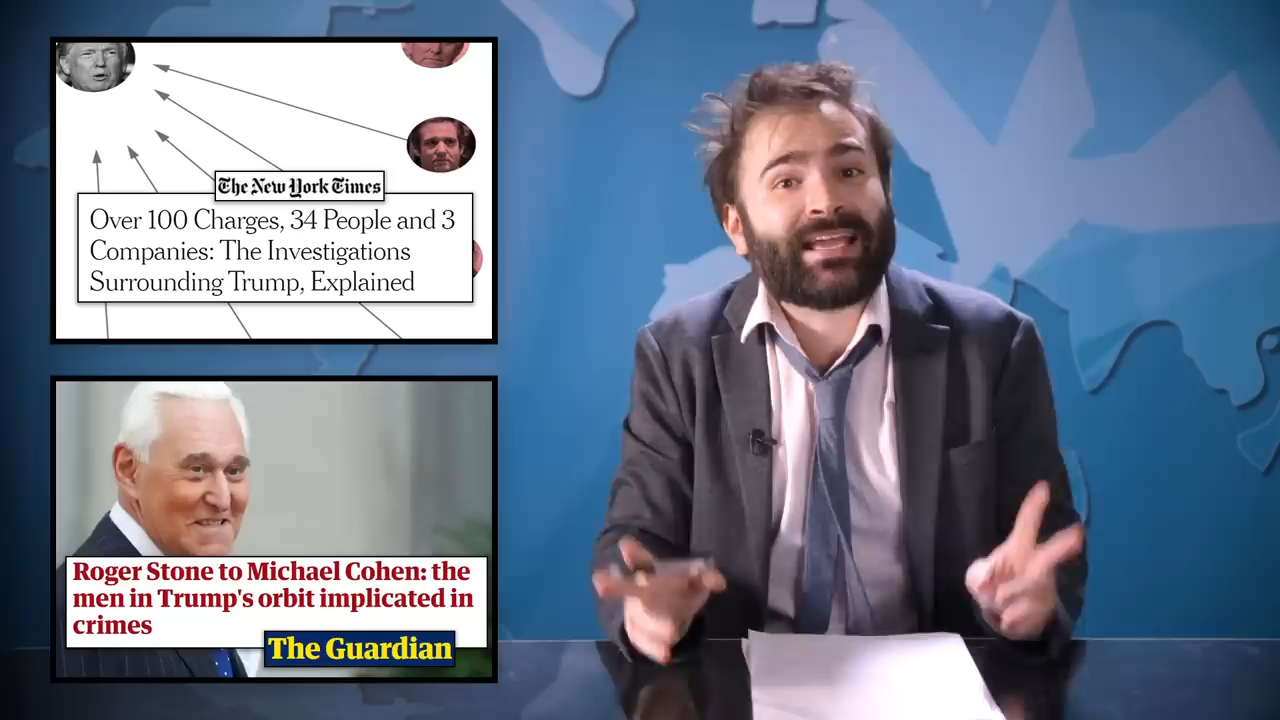 The New York Times
Over 100 Charges, 34 People and 3
Companies: The Investigations
Surrounding Trump, Explained
Roger Stone to Michael Cohen: the
men in Trump's orbit implicated in
crimes
The Guardian